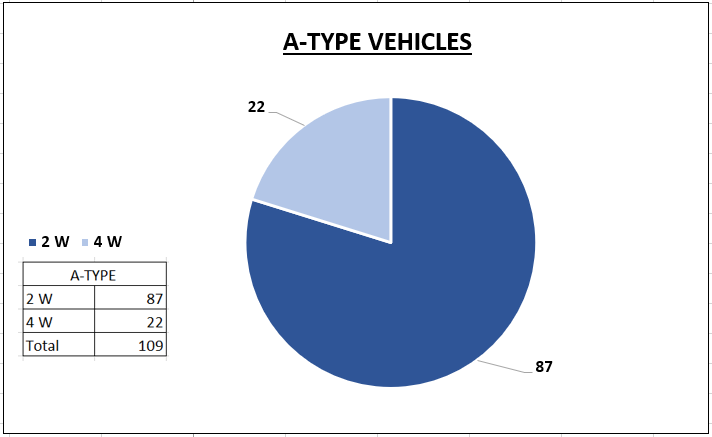 A-TYPE VEHICLES
22
2 W 4 W
A-TYPE
2 W 87
4 W 22
Total 109
87